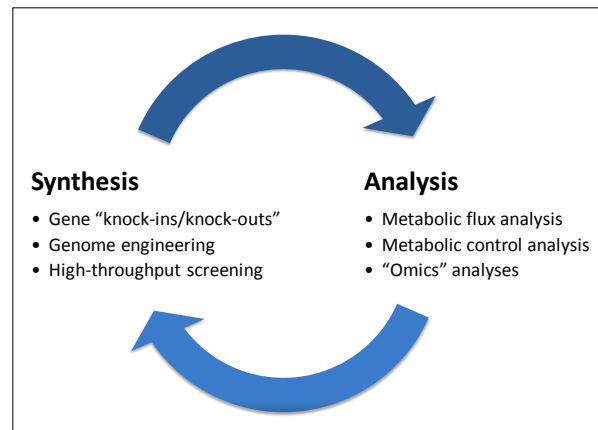 Synthesis
• Gene “knock-ins/knock-outs”
• Genome engineering
• High-throughput screening
Analysis
• Metabolic flux analysis
• Metabolic control analysis
• “Omics” analyses